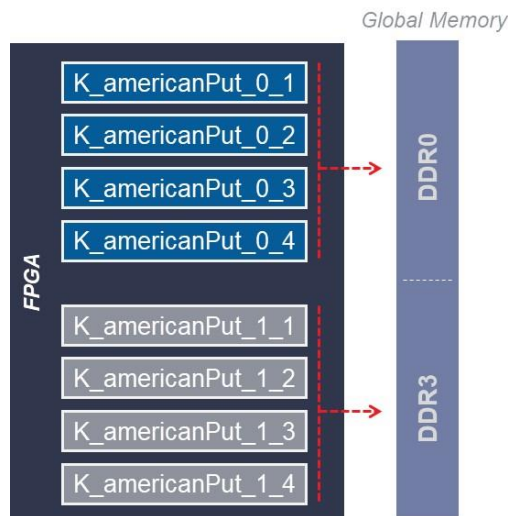 Global Memory
K_americanPut_0_1
K_americanPut_0_2
K_americanPut_0_3
K_americanPut_0_4
DDR0
FPGA
K_americanPut_1_1
K_americanPut_1_2
K_americanPut_1_3
K_americanPut_1_4
DDR3